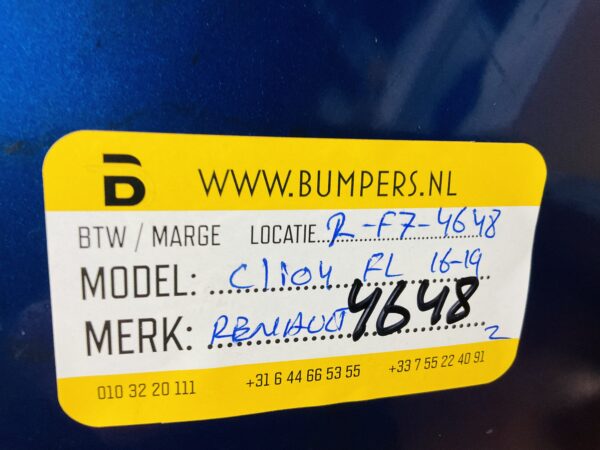 WWW.BUMPERS.NL
BTW / MARGE LOCATIE...R-F7-4648
MODEL: Clio4 FL 16-19
MERK: RENAULT 4648 2
010 32 20 111 +31 6 44 66 53 55 +33 7 55 22 40 91